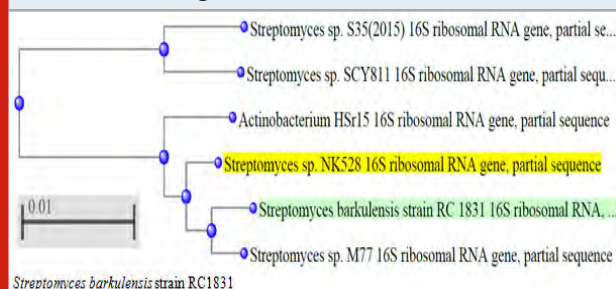 Streptomyces sp. S35(2015) 16S ribosomal RNA gene, partial se...
Streptomyces sp. SCY811 16S ribosomal RNA gene, partial sequ...
Actinobacterium HSr15 16S ribosomal RNA gene, partial sequence
Streptomyces sp. NK528 16S ribosomal RNA gene, partial sequence
0.01
Streptomyces barkulensis strain RC 1831 16S ribosomal RNA, ...
Streptomyces sp. M77 16S ribosomal RNA gene, partial sequence
Streptomyces barkulensis strain RC1831